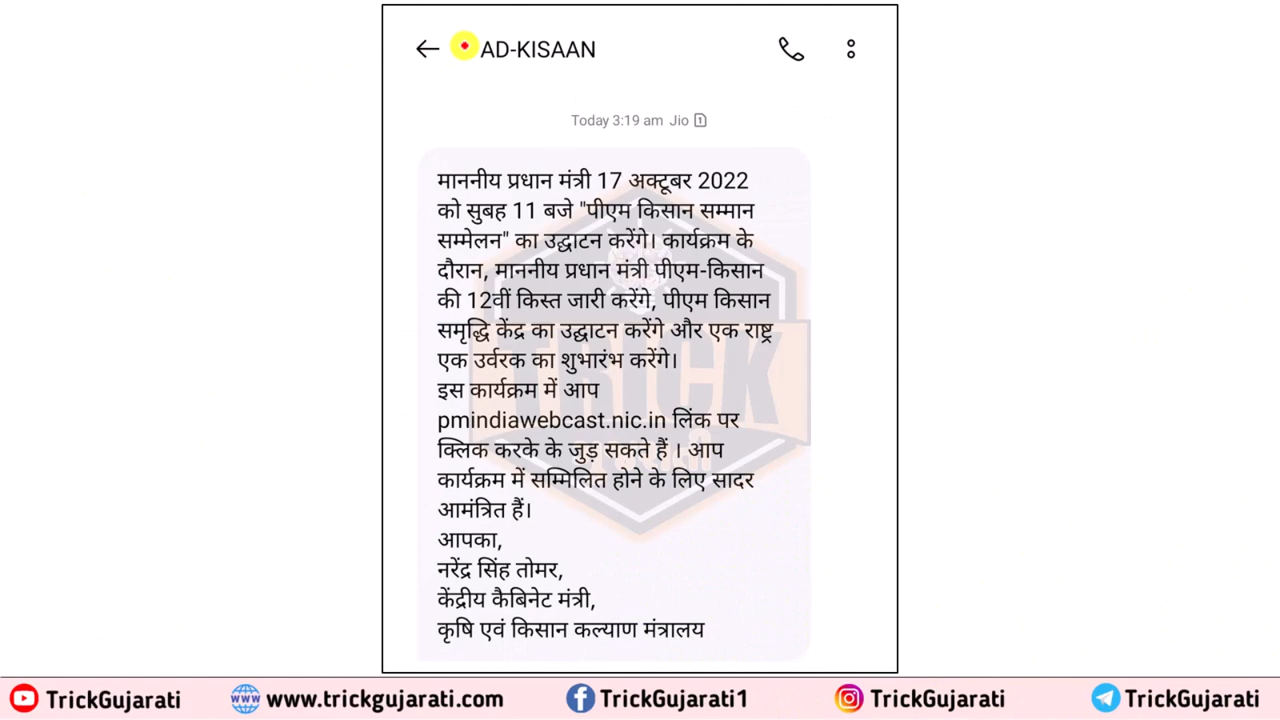 AD-KISAAN
Today 3:19 am Jio 1
माननीय प्रधान मंत्री 17 अक्टूबर 2022
को सुबह 11 बजे "पीएम किसान सम्मान
सम्मेलन" का उद्घाटन करेंगे। कार्यक्रम के
दौरान, माननीय प्रधान मंत्री पीएम-किसान
की 12वीं किस्त जारी करेंगे, पीएम किसान
समृद्धि केंद्र का उद्घाटन करेंगे और एक राष्ट्र
एक उर्वरक का शुभारंभ करेंगे।
इस कार्यक्रम में आप
pmindiawebcast.nic.in लिंक पर
क्लिक करके के जुड़ सकते हैं । आप
कार्यक्रम में सम्मिलित होने के लिए सादर
आमंत्रित हैं।
आपका,
नरेंद्र सिंह तोमर,
केंद्रीय कैबिनेट मंत्री,
कृषि एवं किसान कल्याण मंत्रालय
TRICK
TrickGujarati www.trickgujarati.com TrickGujarati1 TrickGujarati TrickGujarati